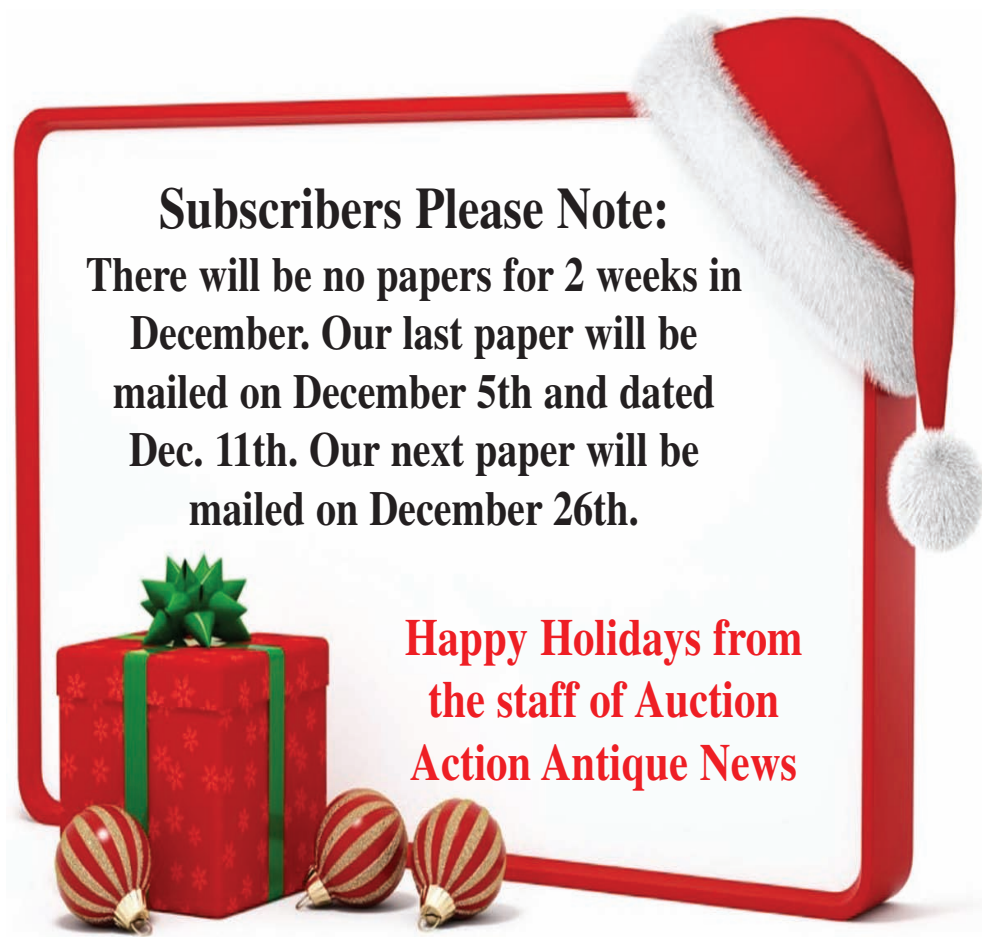 Subscribers Please Note:
There will be no papers for 2 weeks in
December. Our last paper will be
mailed on December 5th and dated
Dec. 11th. Our next paper will be
mailed on December 26th.
Happy Holidays from
the staff of Auction
Action Antique News